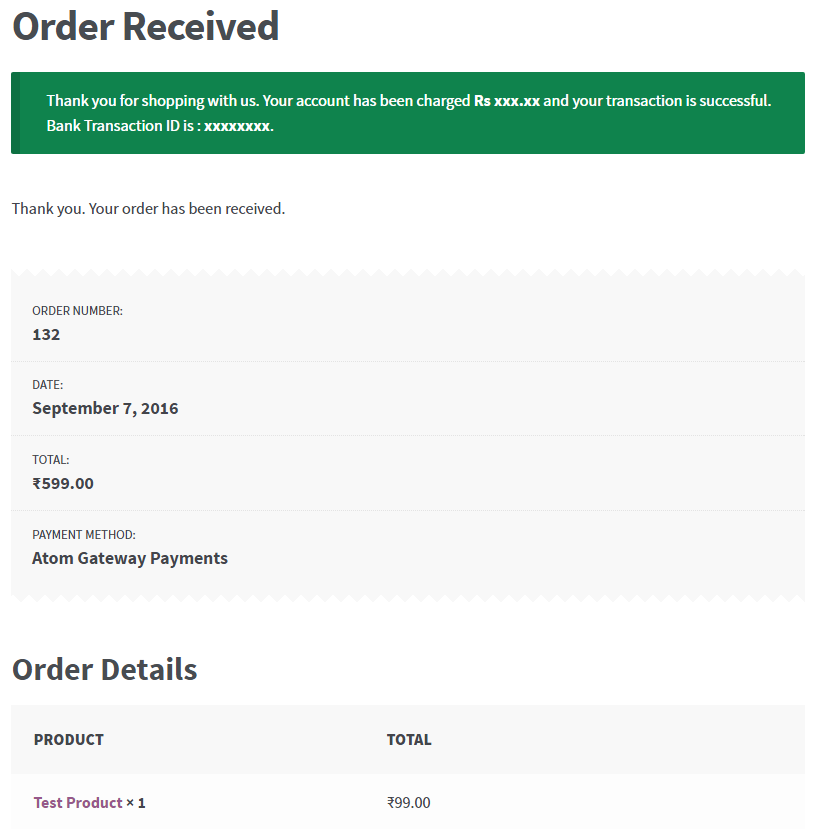 Order Received
Thank you for shopping with us. Your account has been charged Rs xxx.xx and your transaction is successful.
Bank Transaction ID is : xxxxxxxx.
Thank you. Your order has been received.
ORDER NUMBER:
132
DATE:
September 7, 2016
TOTAL:
₹599.00
PAYMENT METHOD:
Atom Gateway Payments
Order Details
PRODUCT TOTAL
Test Product × 1 ₹99.00